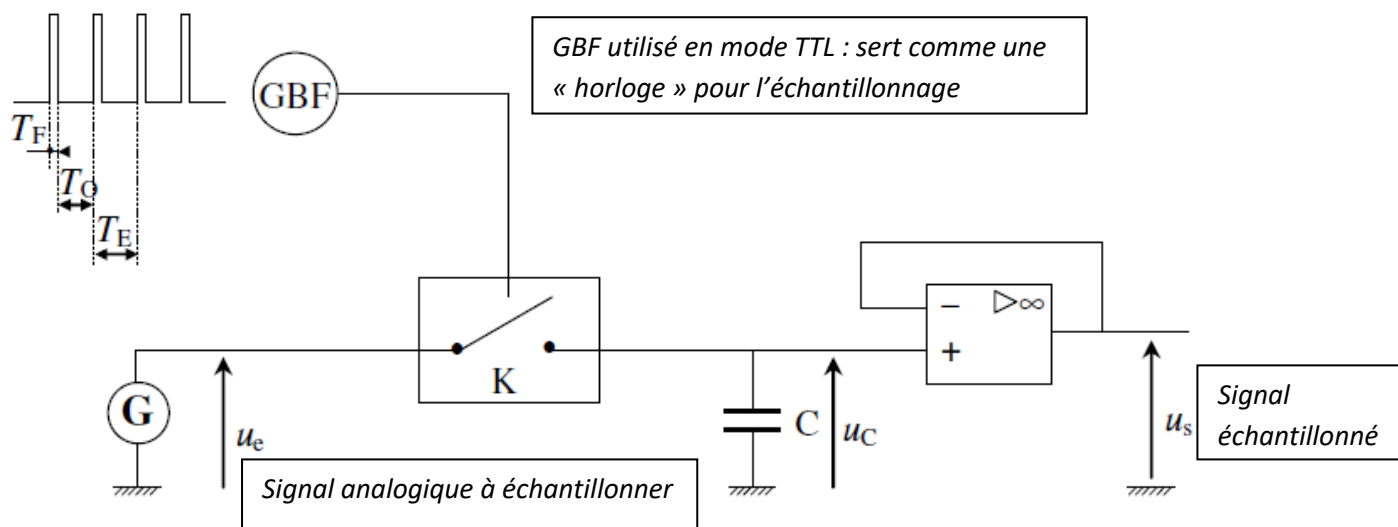 GBF utilisé en mode TTL : sert comme une
« horloge » pour l’échantillonnage
GBF
T_F
T_O
T_E
– ▷∞
+
K
G
u_e
C
u_C
u_s
Signal
échantillonné
Signal analogique à échantillonner